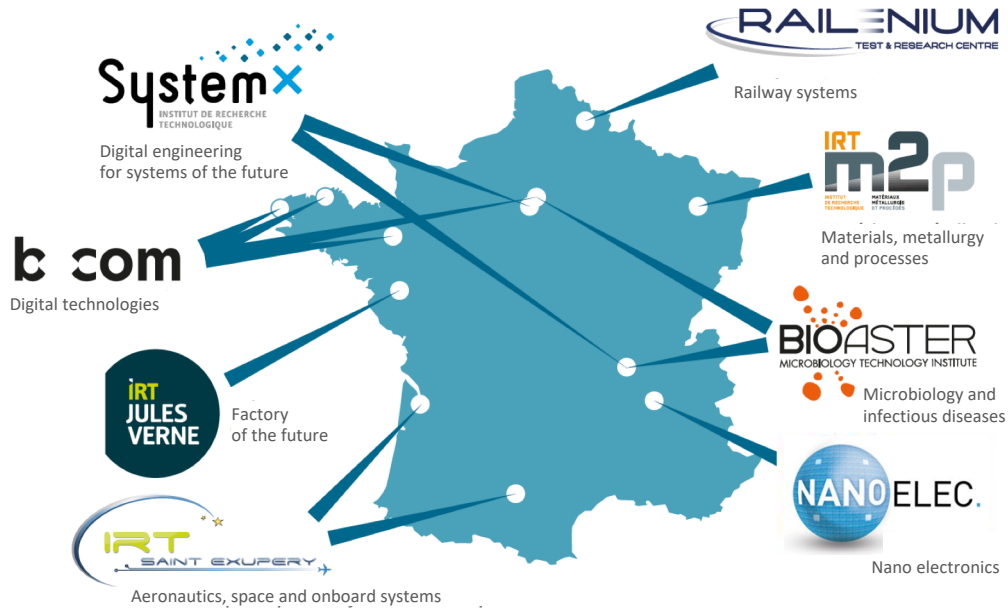 RAILENIUM
TEST & RESEARCH CENTRE
Railway systems
SystemX
INSTITUT DE RECHERCHE
TECHNOLOGIQUE
Digital engineering
for systems of the future
IRT
m2p
INSTITUT
DE RECHERCHE
TECHNOLOGIQUE
MATÉRIAUX
MÉTALLURGIE
ET PROCÉDÉS
Materials, metallurgy
and processes
b com
Digital technologies
BIOASTER
MICROBIOLOGY TECHNOLOGY INSTITUTE
Microbiology and
infectious diseases
iRT
JULES
VERNE
Factory
of the future
NANOELEC.
Nano electronics
IRT
SAINT EXUPERY
Aeronautics, space and onboard systems